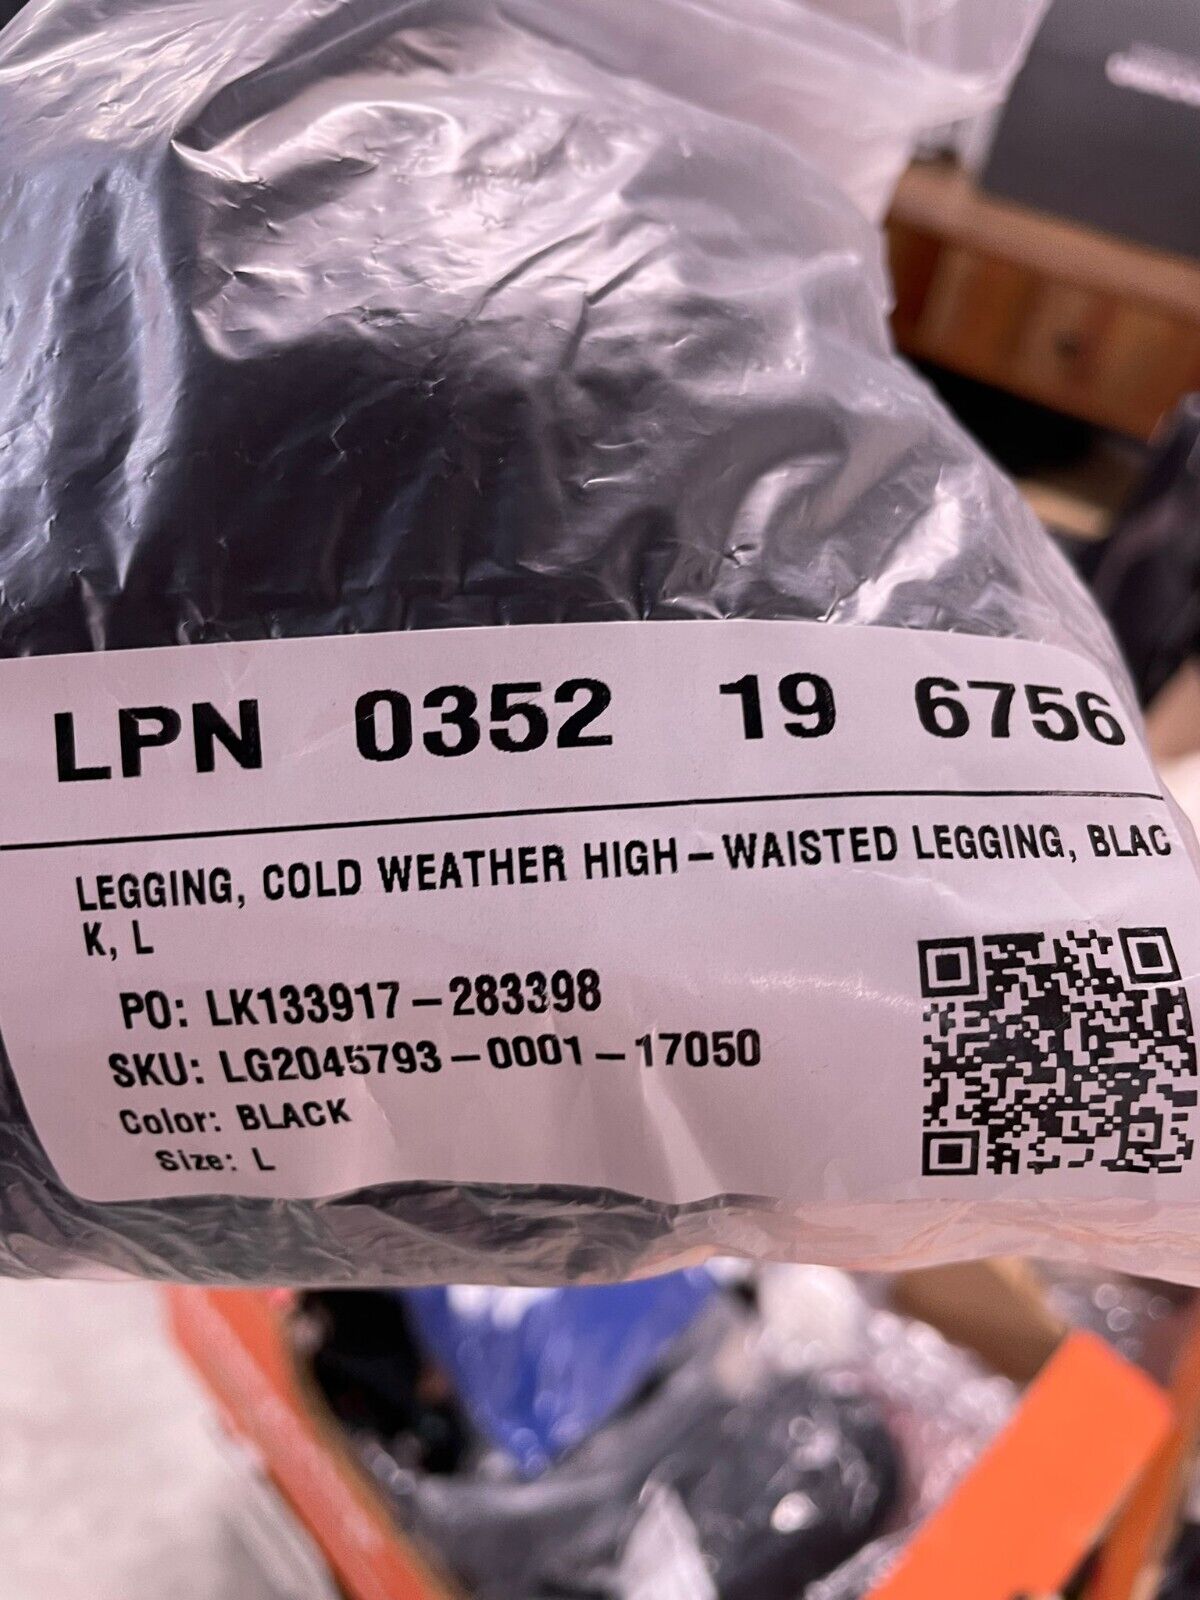 LPN 0352 19 6756
LEGGING, COLD WEATHER HIGH-WAISTED LEGGING, BLAC
K, L
PO: LK133917-283398
SKU: LG2045793-0001-17050
Color: BLACK
Size: L